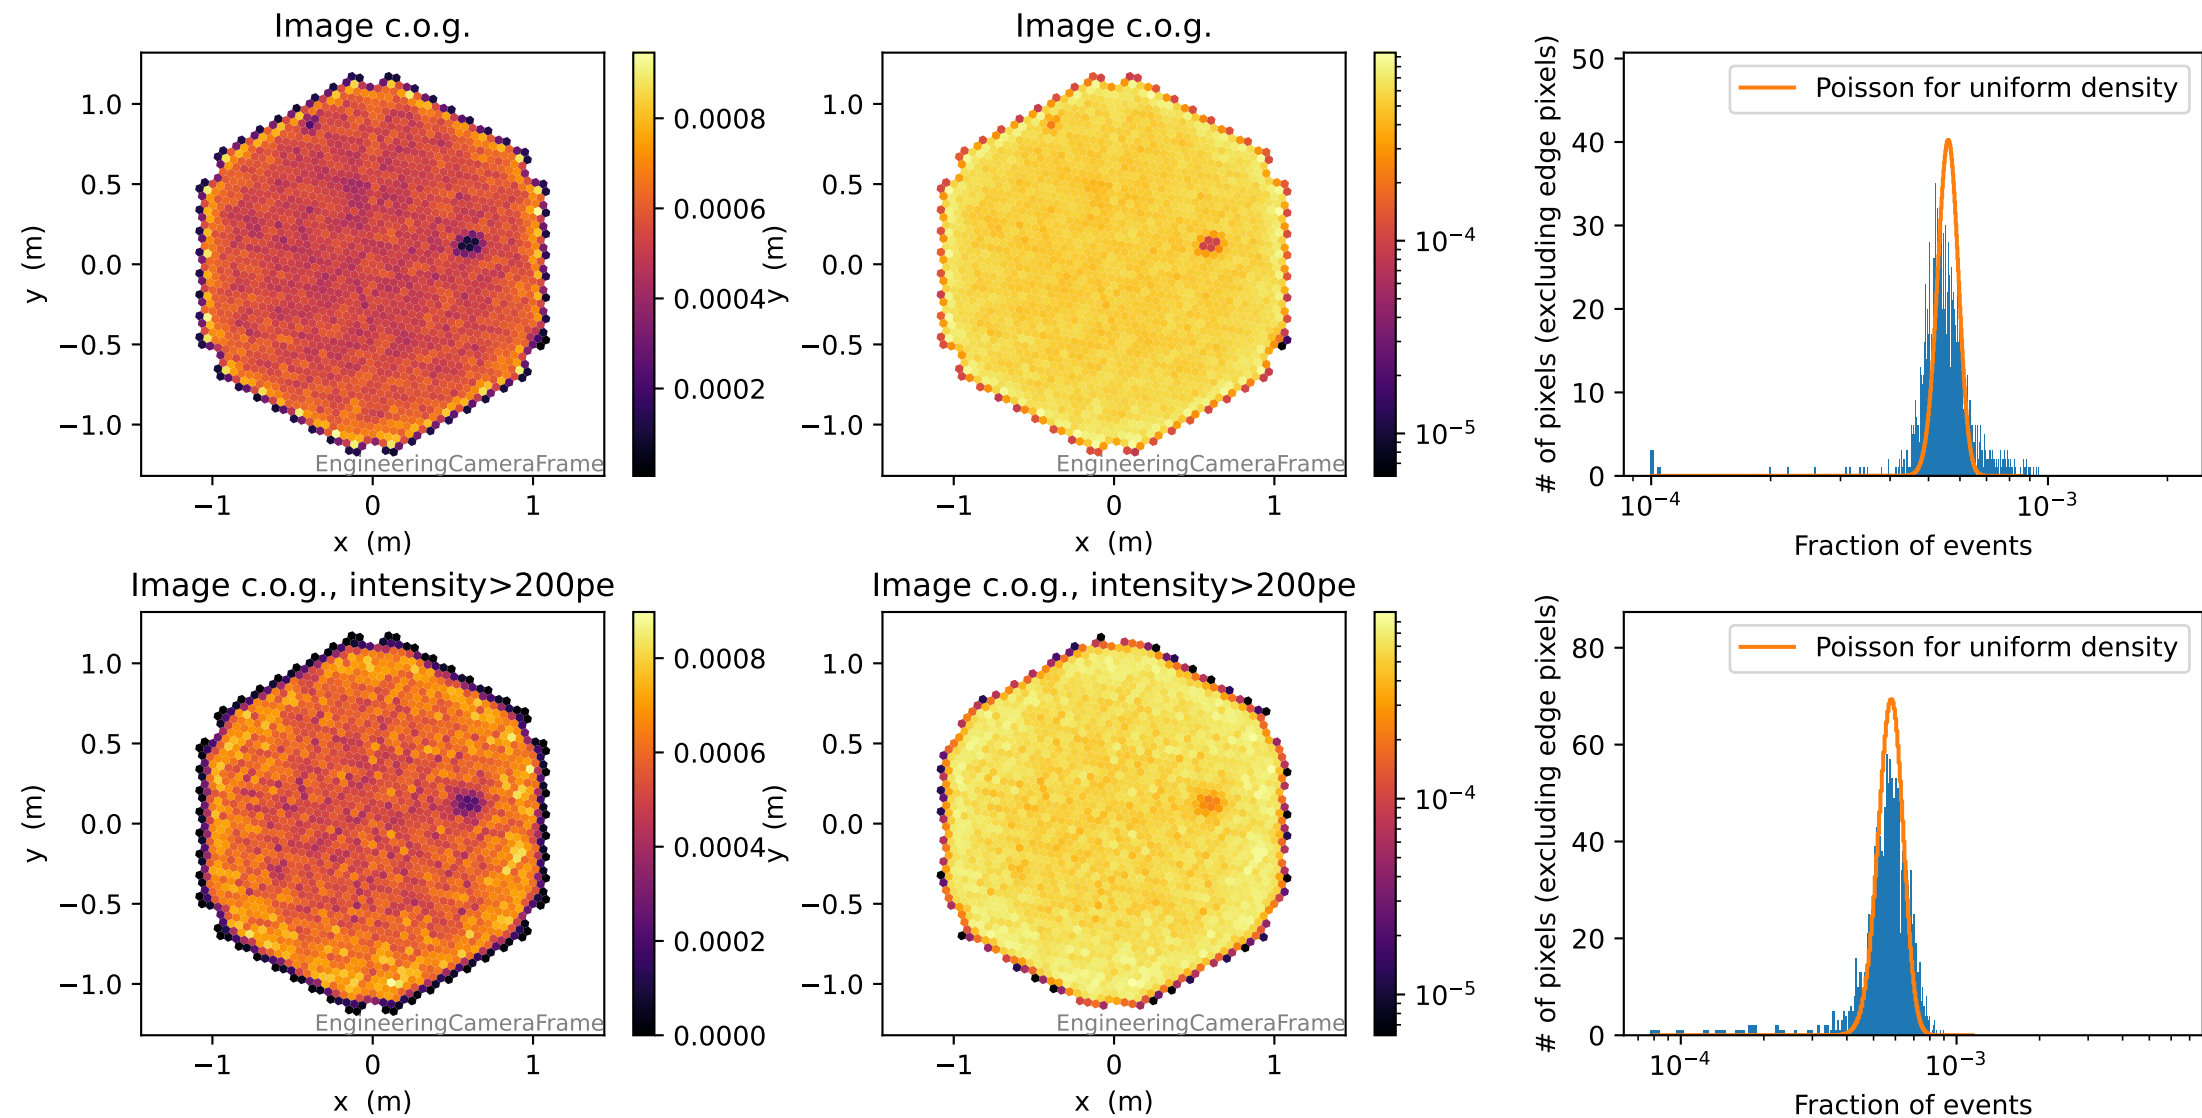 Image c.o.g.
y (m)
1.0
0.5
0.0
−0.5
−1.0
−1 0 1
x (m)
EngineeringCameraFrame
0.0008
0.0006
0.0004
0.0002
Image c.o.g.
y (m)
1.0
0.5
0.0
−0.5
−1.0
−1 0 1
x (m)
EngineeringCameraFrame
10⁻⁴
10⁻⁵
# of pixels (excluding edge pixels)
50
40
30
20
10
0
Poisson for uniform density
10⁻⁴ 10⁻³
Fraction of events
Image c.o.g., intensity>200pe
y (m)
1.0
0.5
0.0
−0.5
−1.0
−1 0 1
x (m)
EngineeringCameraFrame
0.0008
0.0006
0.0004
0.0002
0.0000
Image c.o.g., intensity>200pe
y (m)
1.0
0.5
0.0
−0.5
−1.0
−1 0 1
x (m)
EngineeringCameraFrame
10⁻⁴
10⁻⁵
# of pixels (excluding edge pixels)
80
60
40
20
0
Poisson for uniform density
10⁻⁴ 10⁻³
Fraction of events